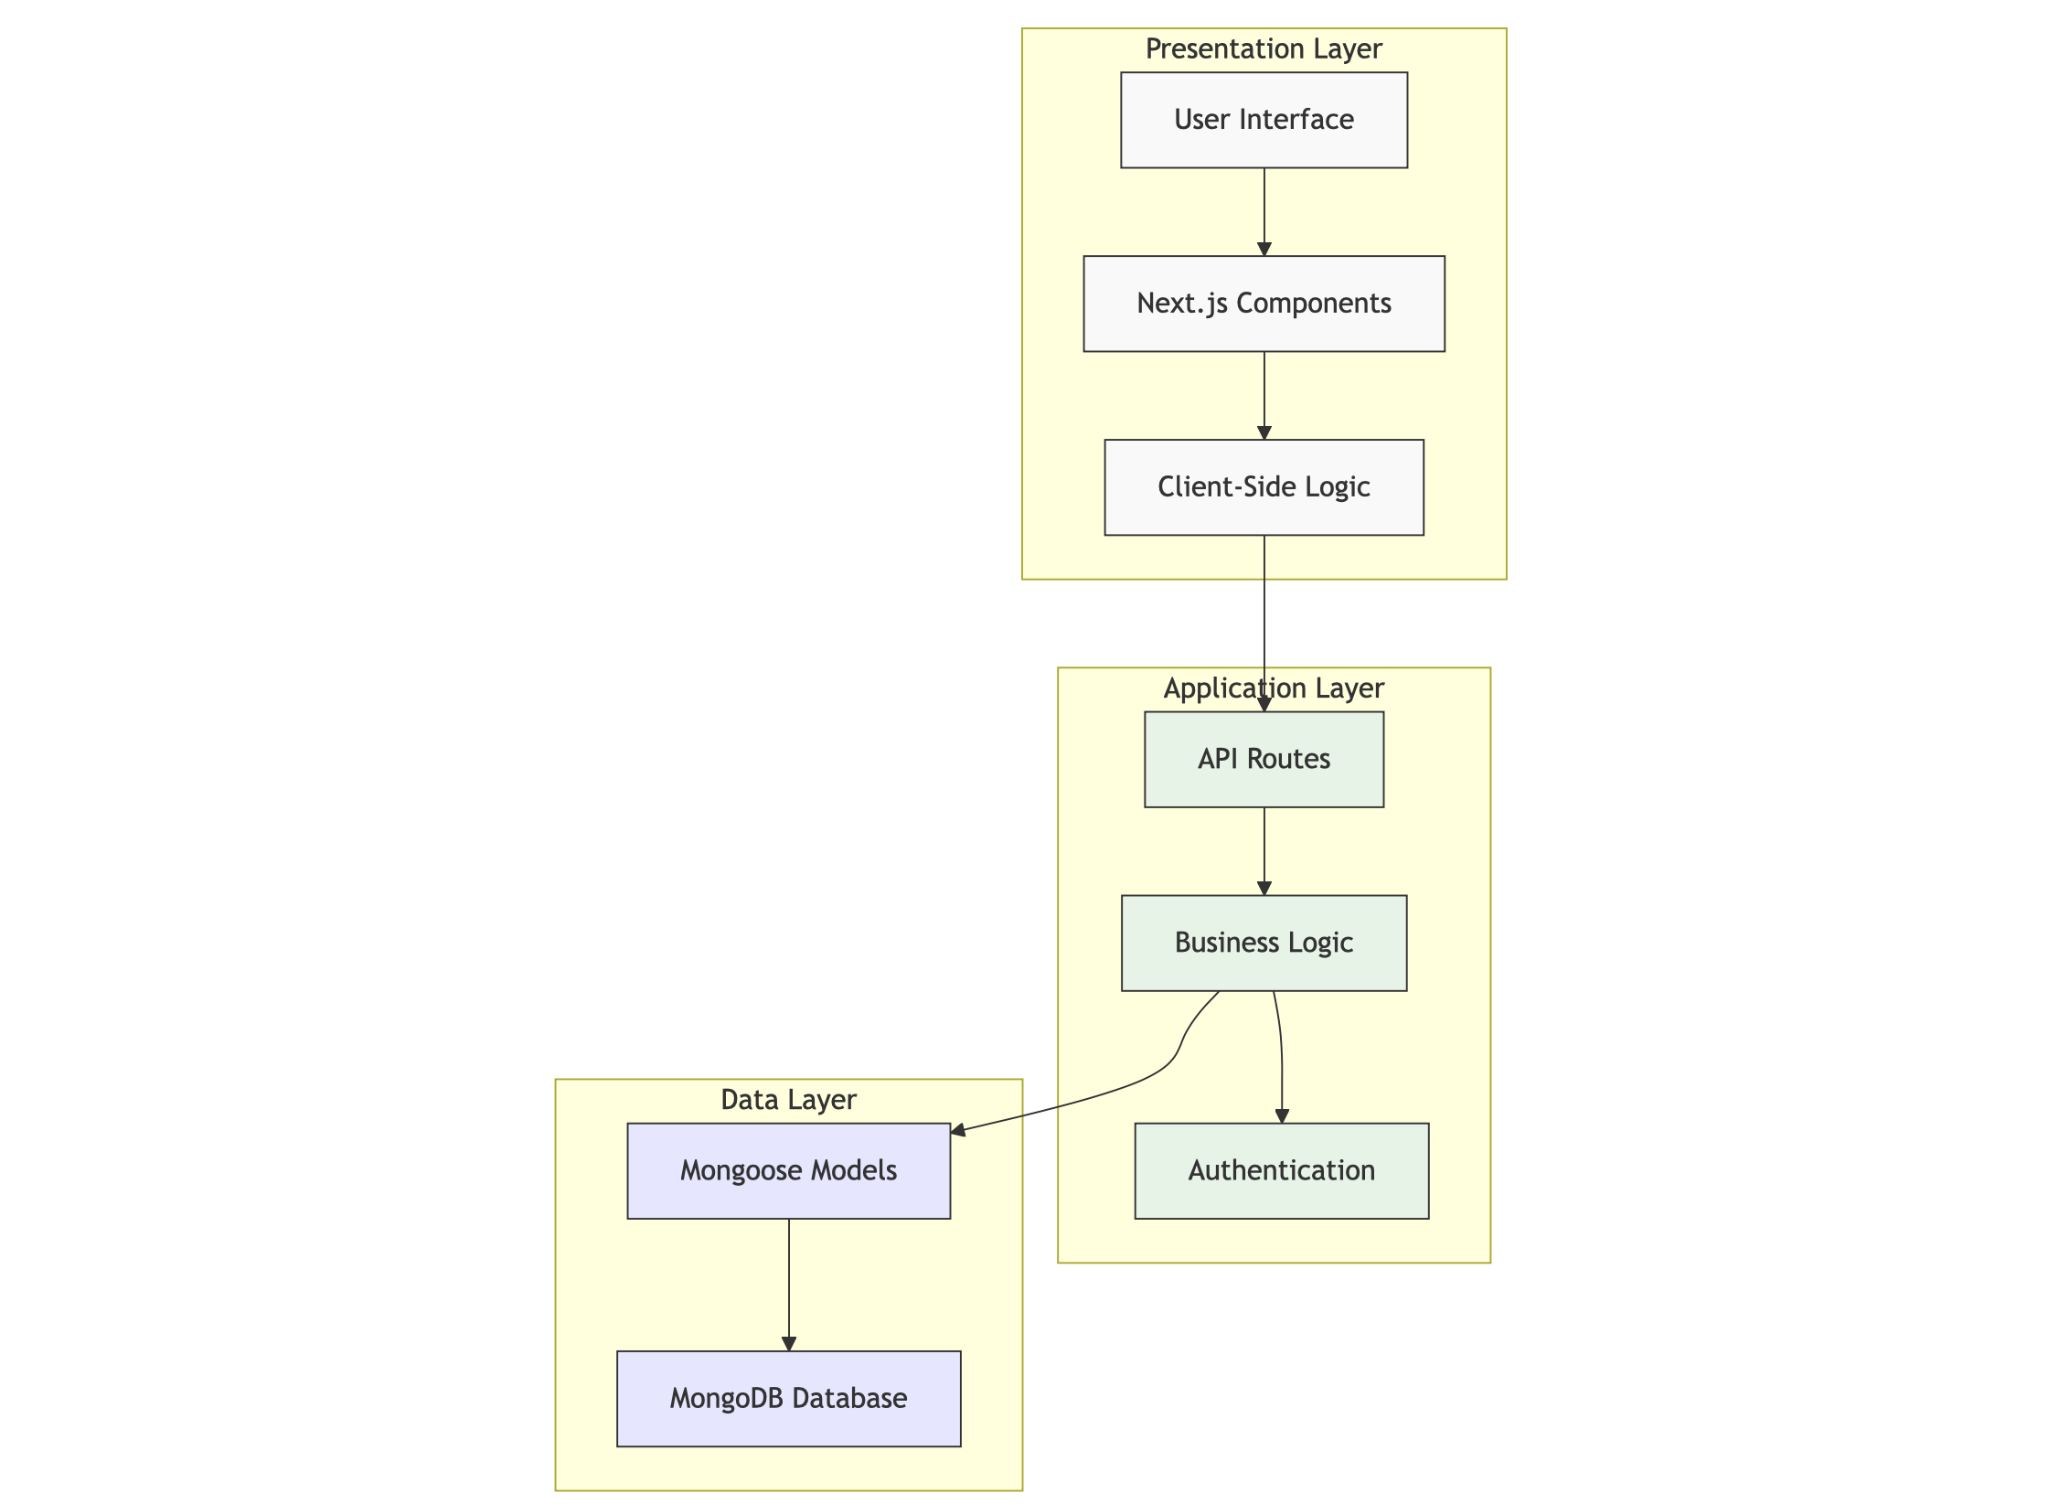 Presentation Layer
User Interface
Next.js Components
Client-Side Logic
Application Layer
API Routes
Business Logic
Data Layer
Mongoose Models
Authentication
MongoDB Database